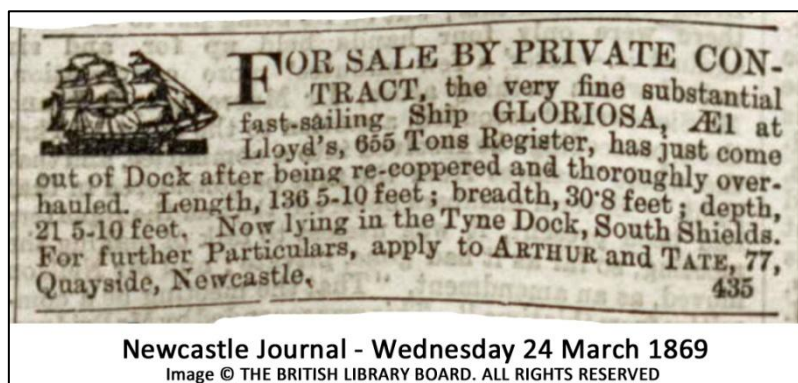 FOR SALE BY PRIVATE CON-
TRACT, the very fine substantial
fast-sailing Ship GLORIOSA, Æ1 at
Lloyd's, 655 Tons Register, has just come
out of Dock after being re-coppered and thoroughly over-
hauled. Length, 136 5-10 feet; breadth, 30·8 feet; depth,
21 5-10 feet. Now lying in the Tyne Dock, South Shields.
For further Particulars, apply to ARTHUR and TATE, 77,
Quayside, Newcastle. 435
Newcastle Journal - Wednesday 24 March 1869
Image © THE BRITISH LIBRARY BOARD. ALL RIGHTS RESERVED